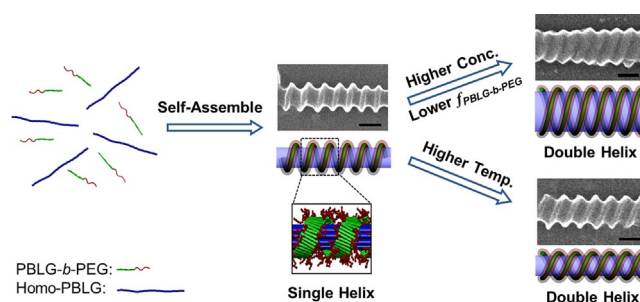 Self-Assemble
Higher Conc.
Lower fPBLG-b-PEG
Higher Temp.
Double Helix
Single Helix
Double Helix
PBLG-b-PEG:
Homo-PBLG: